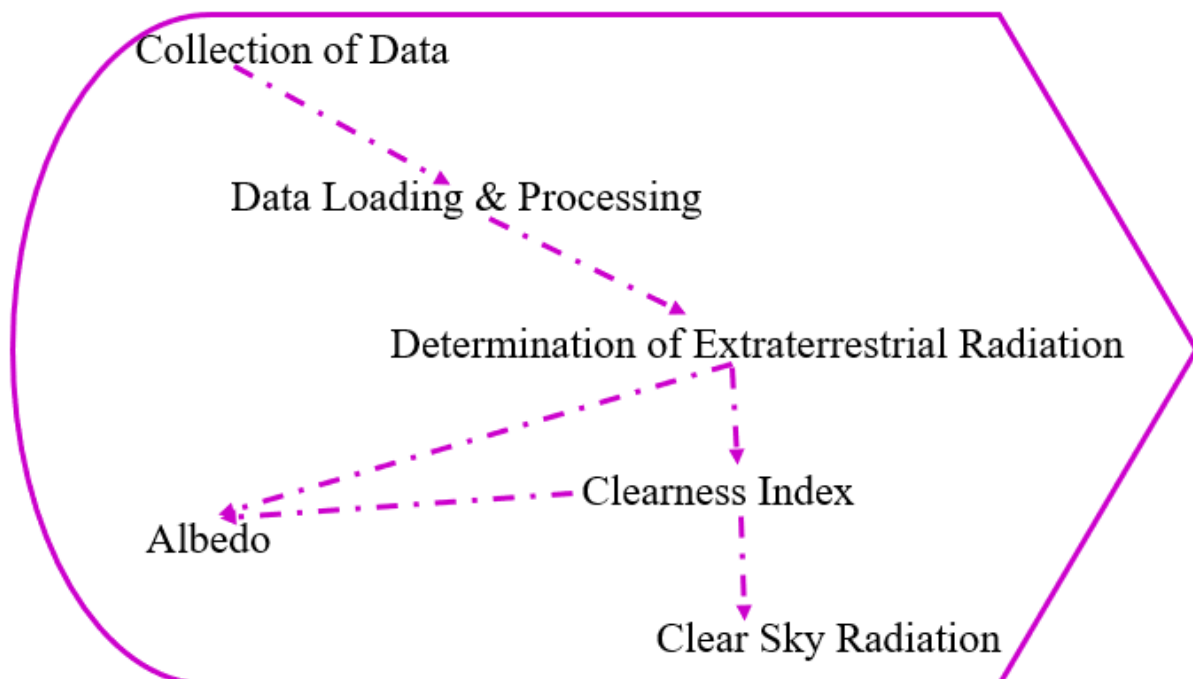 Collection of Data
Data Loading & Processing
Determination of Extraterrestrial Radiation
Clearness Index
Albedo
Clear Sky Radiation